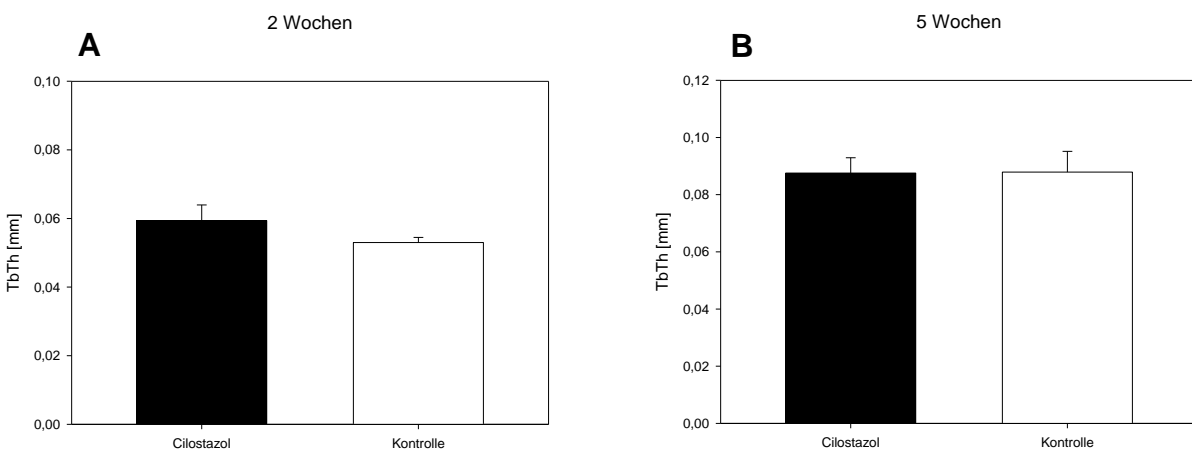 2 Wochen
A
0,10
0,08
0,06
0,04
0,02
0,00
TbTh [mm]
Cilostazol
Kontrolle
5 Wochen
B
0,12
0,10
0,08
0,06
0,04
0,02
0,00
TbTh [mm]
Cilostazol
Kontrolle